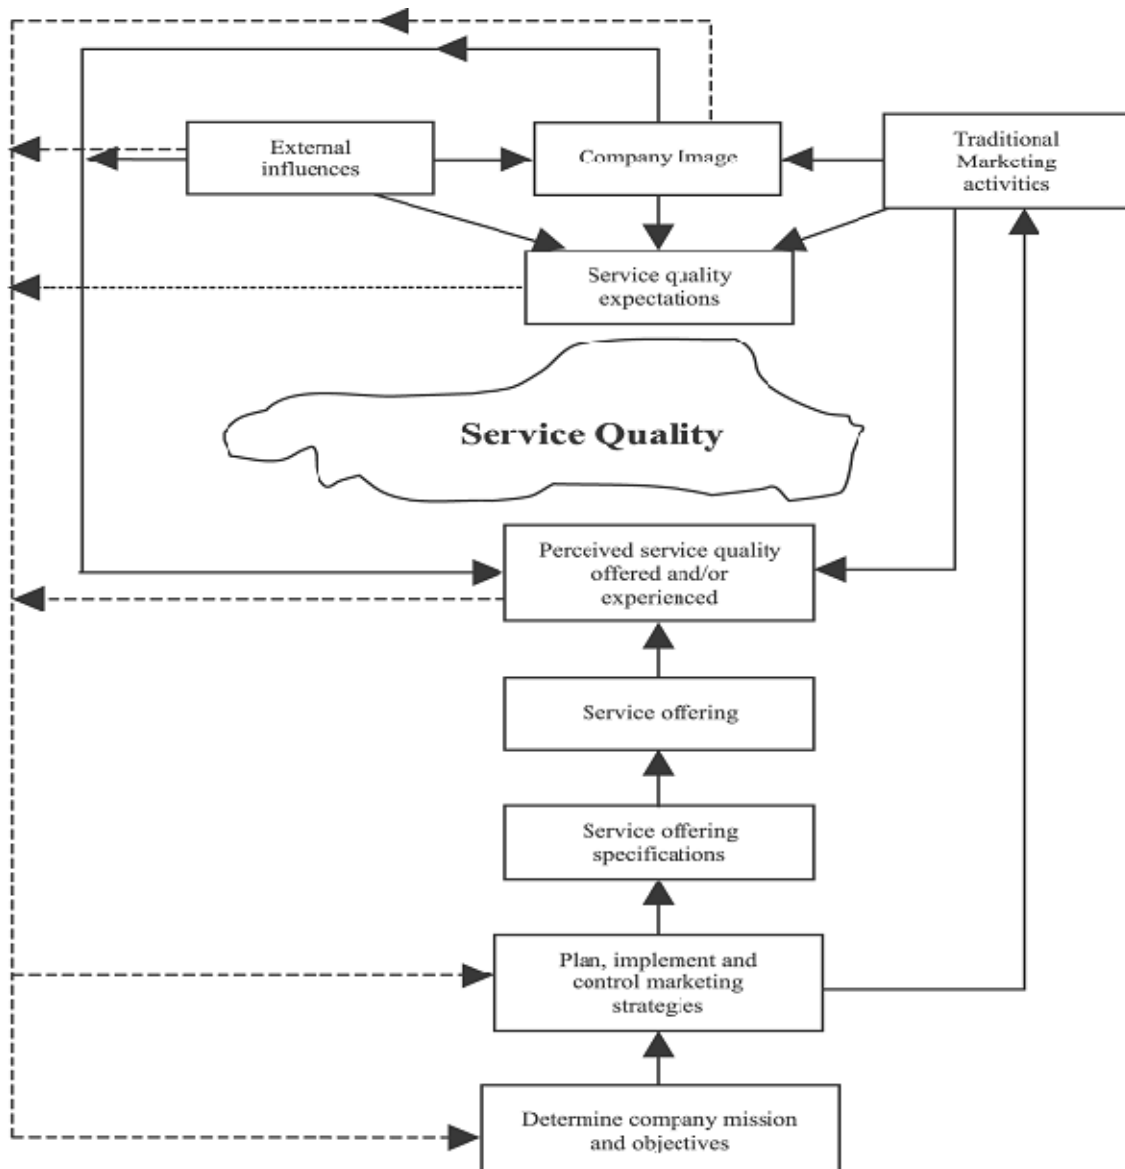 External
influences
Company Image
Traditional
Marketing
activities
Service quality
expectations
Service Quality
Perceived service quality
offered and/or
experienced
Service offering
Service offering
specifications
Plan, implement and
control marketing
strategies
Determine company mission
and objectives